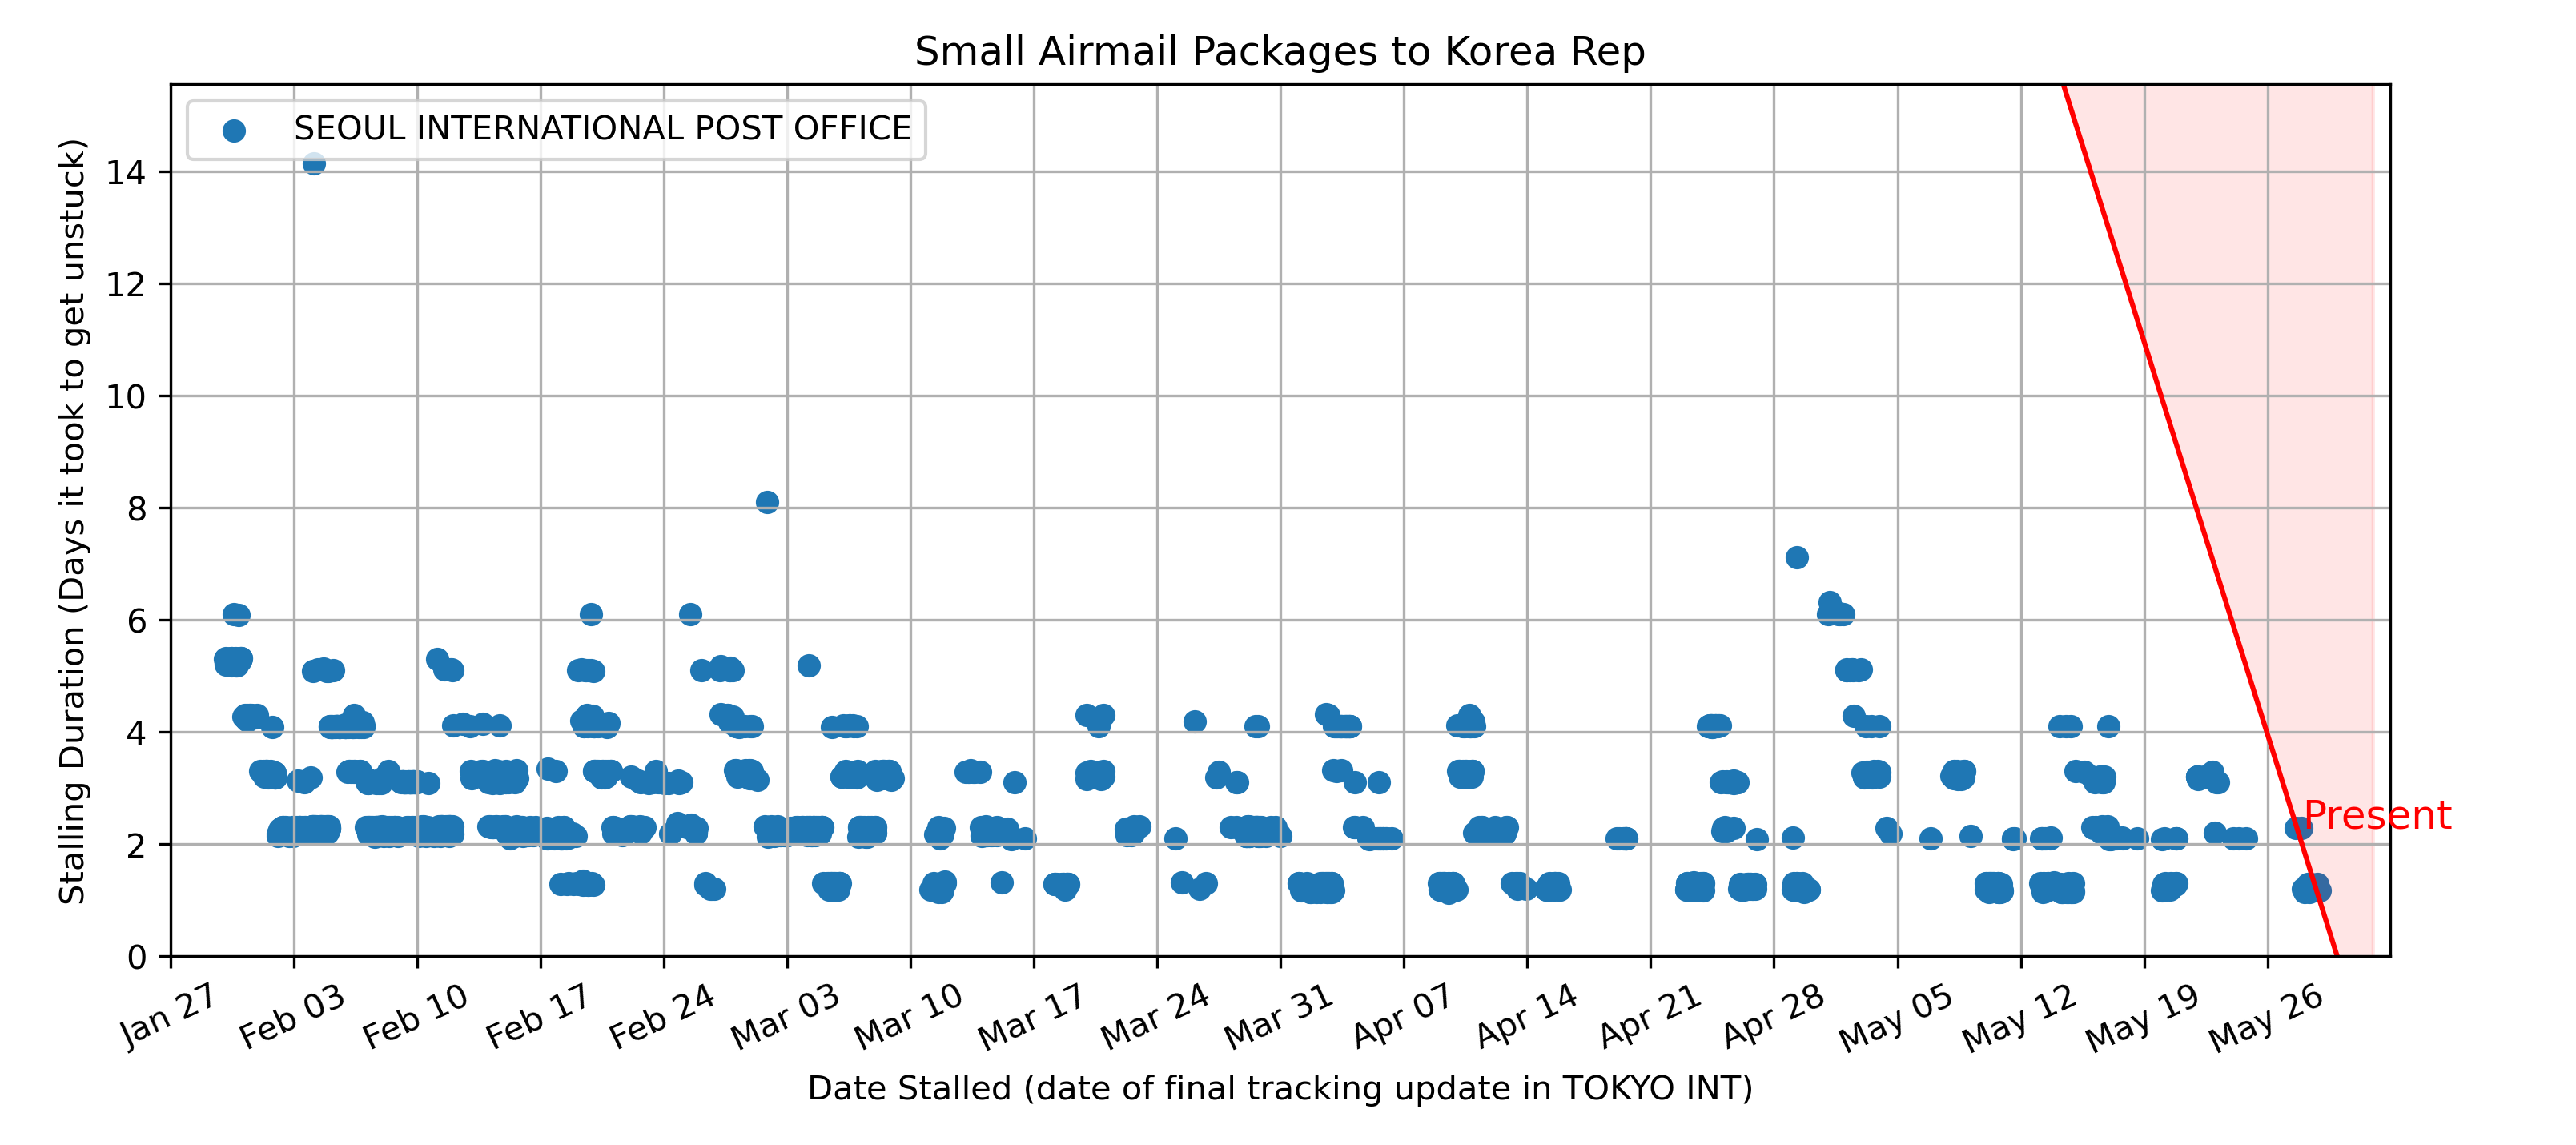 Small Airmail Packages to Korea Rep
SEOUL INTERNATIONAL POST OFFICE
Stalling Duration (Days it took to get unstuck)
14
12
10
8
6
4
2
0
Present
Jan 27
Feb 03
Feb 10
Feb 17
Feb 24
Mar 03
Mar 10
Mar 17
Mar 24
Mar 31
Apr 07
Apr 14
Apr 21
Apr 28
May 05
May 12
May 19
May 26
Date Stalled (date of final tracking update in TOKYO INT)